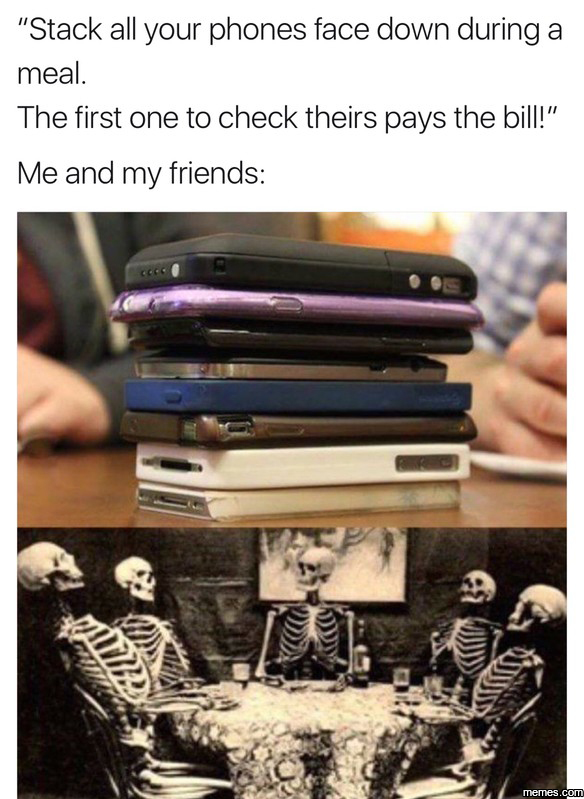 "Stack all your phones face down during a
meal.
The first one to check theirs pays the bill!"
Me and my friends:
memes.com